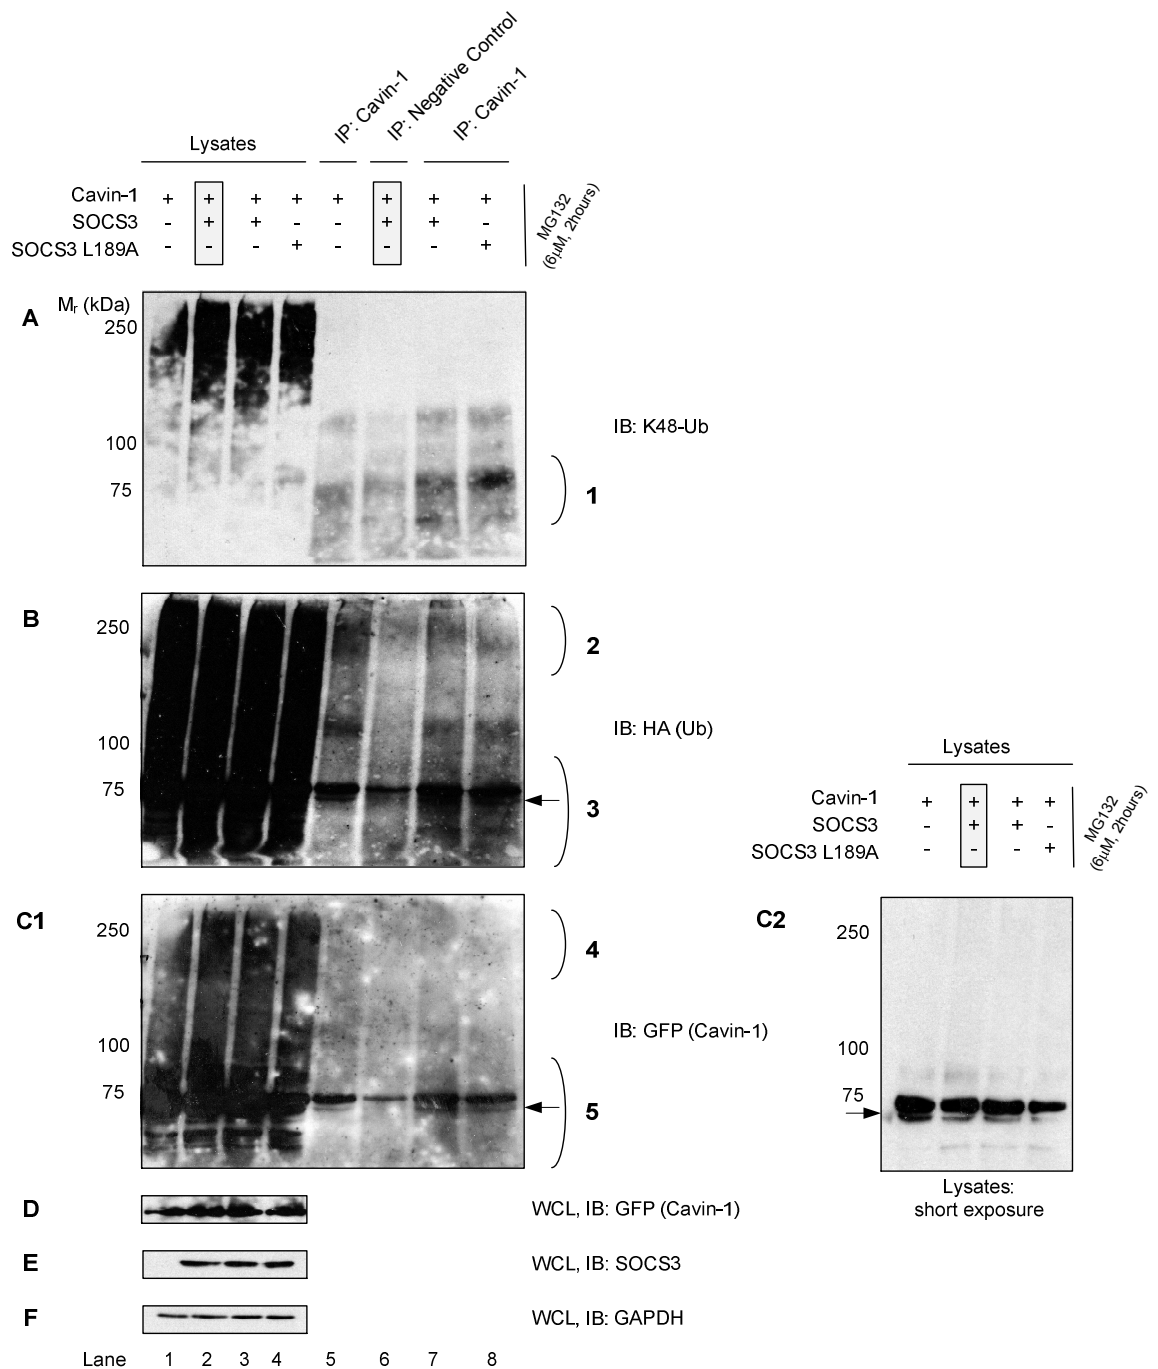 IP: Cavin-1
IP: Negative Control
IP: Cavin-1
Lysates
Cavin-1 + + + + + + + +
SOCS3 - + + - - + + -
SOCS3 L189A - - - + - - - +
MG132
(6µM, 2hours)
A
Mr (kDa)
250
100
75
IB: K48-Ub
1
B
250
100
75
2
IB: HA (Ub)
3
C1
250
100
75
4
IB: GFP (Cavin-1)
5
Lysates
Cavin-1 + + + +
SOCS3 - + + -
SOCS3 L189A - - - +
MG132
(6µM, 2hours)
C2
250
100
75
Lysates:
short exposure
D
WCL, IB: GFP (Cavin-1)
E
WCL, IB: SOCS3
F
WCL, IB: GAPDH
Lane 1 2 3 4 5 6 7 8